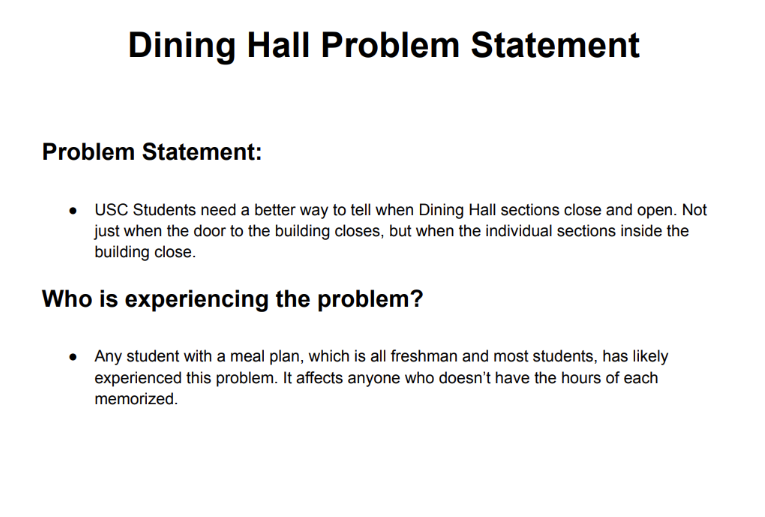 Dining Hall Problem Statement
Problem Statement:
● USC Students need a better way to tell when Dining Hall sections close and open. Not
just when the door to the building closes, but when the individual sections inside the
building close.
Who is experiencing the problem?
● Any student with a meal plan, which is all freshman and most students, has likely
experienced this problem. It affects anyone who doesn’t have the hours of each
memorized.